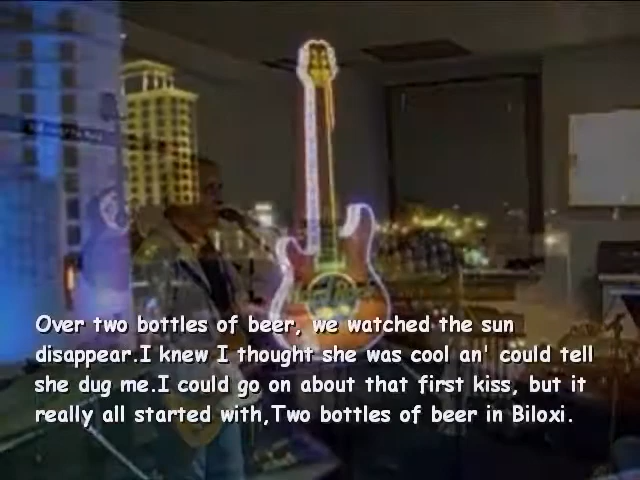 Over two bottles of beer, we watched the sun
disappear.I knew I thought she was cool an' could tell
she dug me.I could go on about that first kiss, but it
really all started with,Two bottles of beer in Biloxi.